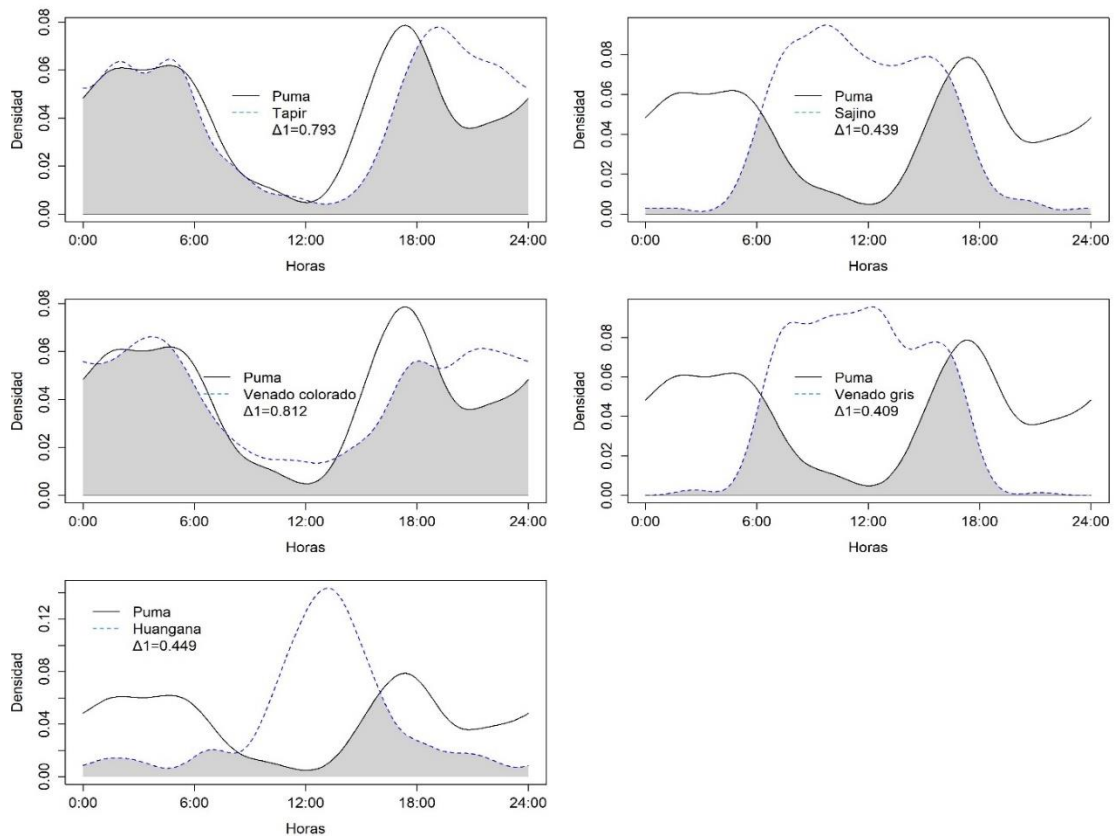 Densidad
0.08
0.06
0.04
0.02
0.00
Puma
Tapir
Δ1=0.793
0:00
6:00
12:00
18:00
24:00
Horas
Densidad
0.08
0.06
0.04
0.02
0.00
Puma
Sajino
Δ1=0.439
0:00
6:00
12:00
18:00
24:00
Horas
Densidad
0.08
0.06
0.04
0.02
0.00
Puma
Venado colorado
Δ1=0.812
0:00
6:00
12:00
18:00
24:00
Horas
Densidad
0.08
0.06
0.04
0.02
0.00
Puma
Venado gris
Δ1=0.409
0:00
6:00
12:00
18:00
24:00
Horas
Densidad
0.12
0.08
0.04
0.00
Puma
Huangana
Δ1=0.449
0:00
6:00
12:00
18:00
24:00
Horas